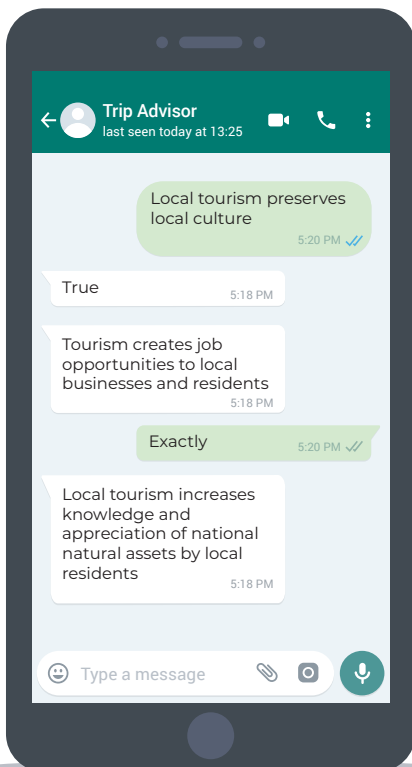 Trip Advisor
last seen today at 13:25
Local tourism preserves
local culture
5:20 PM
True
5:18 PM
Tourism creates job
opportunities to local
businesses and residents
5:18 PM
Exactly
5:20 PM
Local tourism increases
knowledge and
appreciation of national
natural assets by local
residents
5:18 PM
Type a message